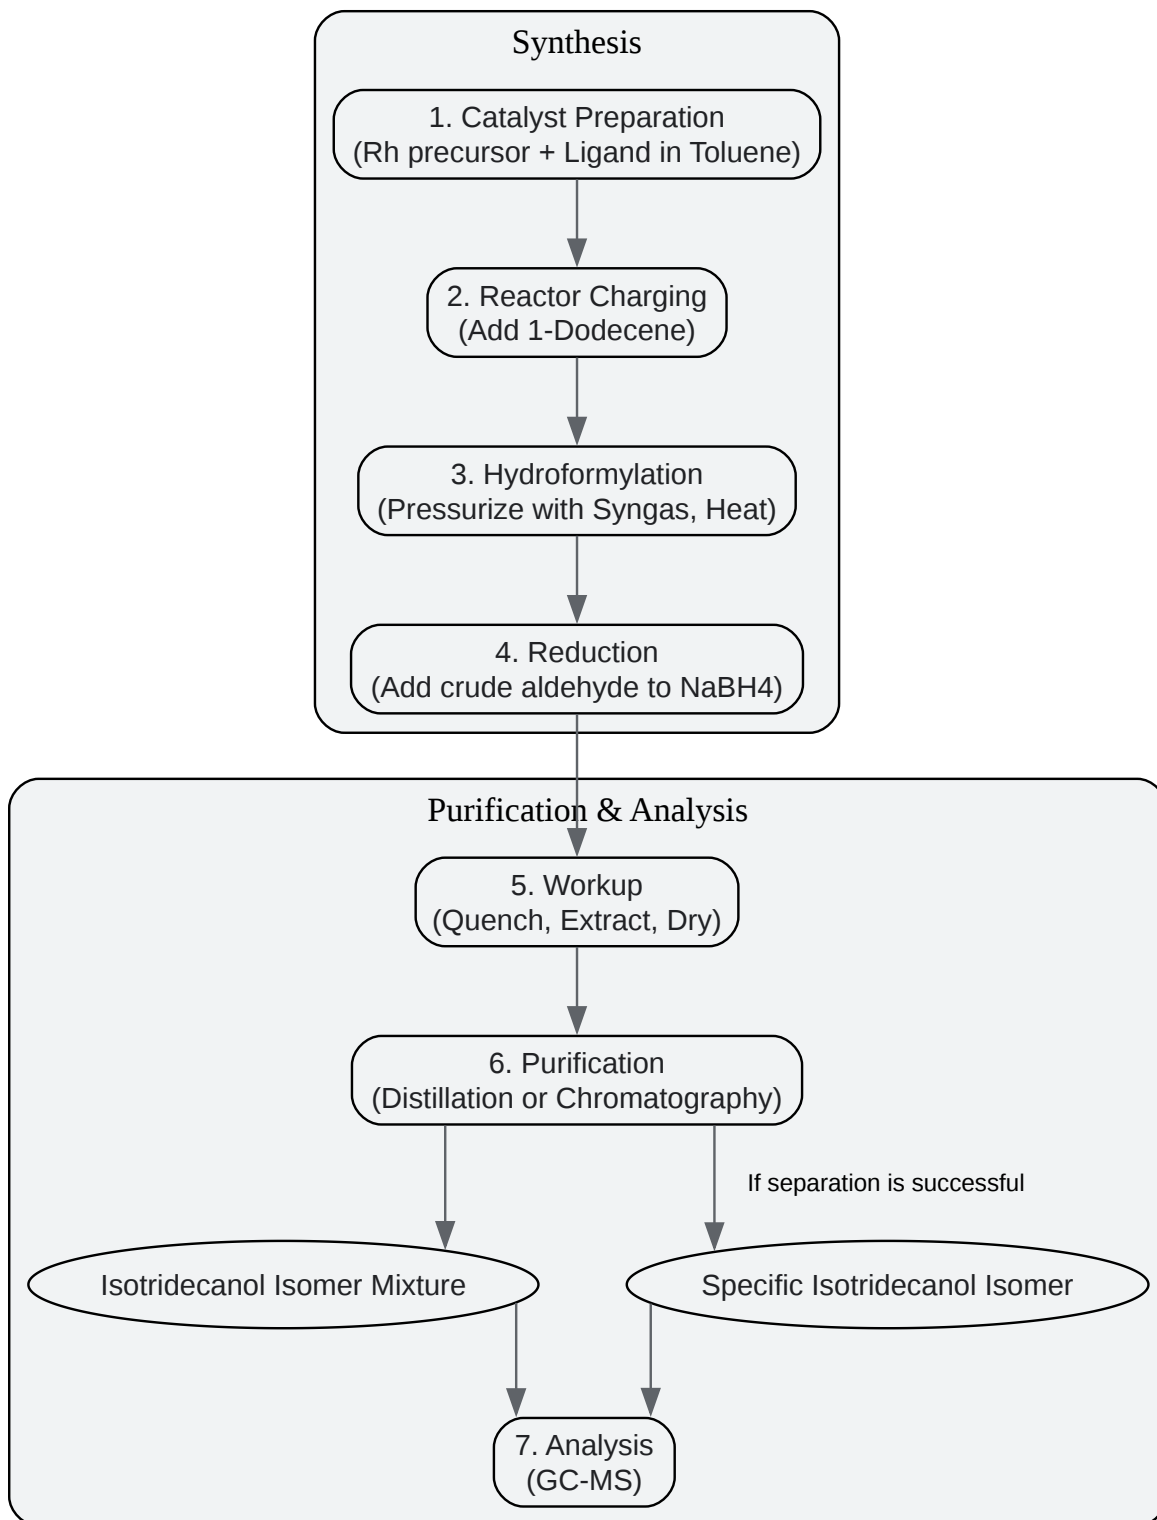 Synthesis
1. Catalyst Preparation
(Rh precursor + Ligand in Toluene)
2. Reactor Charging
(Add 1-Dodecene)
3. Hydroformylation
(Pressurize with Syngas, Heat)
4. Reduction
(Add crude aldehyde to NaBH4)
Purification & Analysis
5. Workup
(Quench, Extract, Dry)
6. Purification
(Distillation or Chromatography)
If separation is successful
Isotridecanol Isomer Mixture
Specific Isotridecanol Isomer
7. Analysis
(GC-MS)